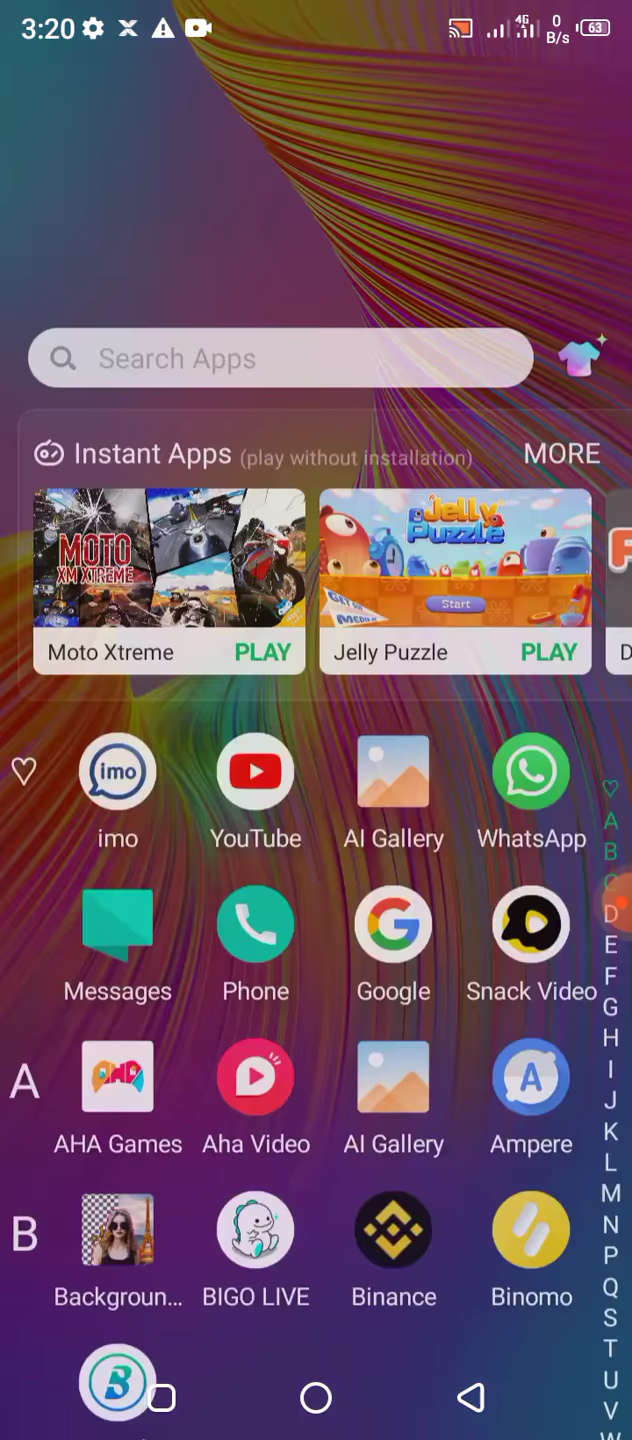 3:20
4G
0
B/s
63
Search Apps
Instant Apps (play without installation)
MORE
MOTO
XM XTREME
Jelly
Puzzle
Start
Moto Xtreme
PLAY
Jelly Puzzle
PLAY
D
imo
imo
YouTube
AI Gallery
WhatsApp
Messages
Phone
Google
Snack Video
A
AHA Games
Aha Video
AI Gallery
Ampere
B
Backgroun...
BIGO LIVE
Binance
Binomo
A
B
C
D
E
F
G
H
I
J
K
L
M
N
P
Q
S
T
U
V
W